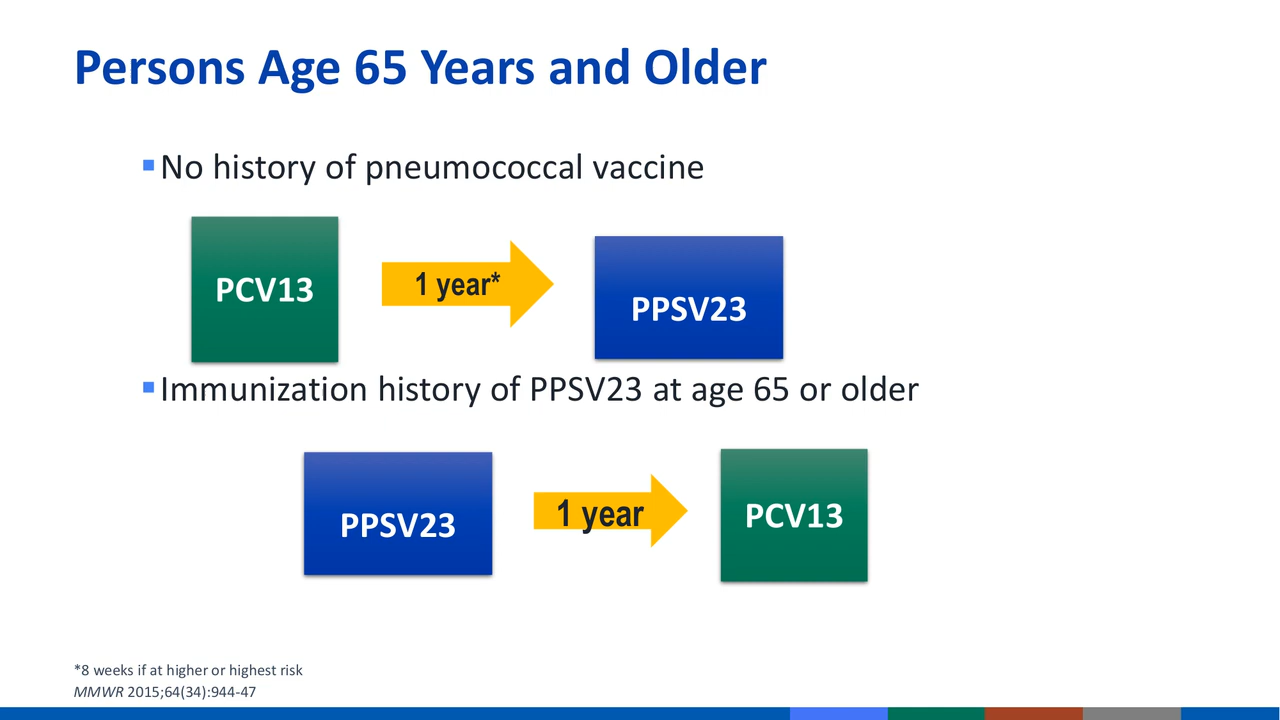 Persons Age 65 Years and Older
▪No history of pneumococcal vaccine
PCV13
1 year*
PPSV23
▪Immunization history of PPSV23 at age 65 or older
PPSV23
1 year
PCV13
*8 weeks if at higher or highest risk
MMWR 2015;64(34):944-47